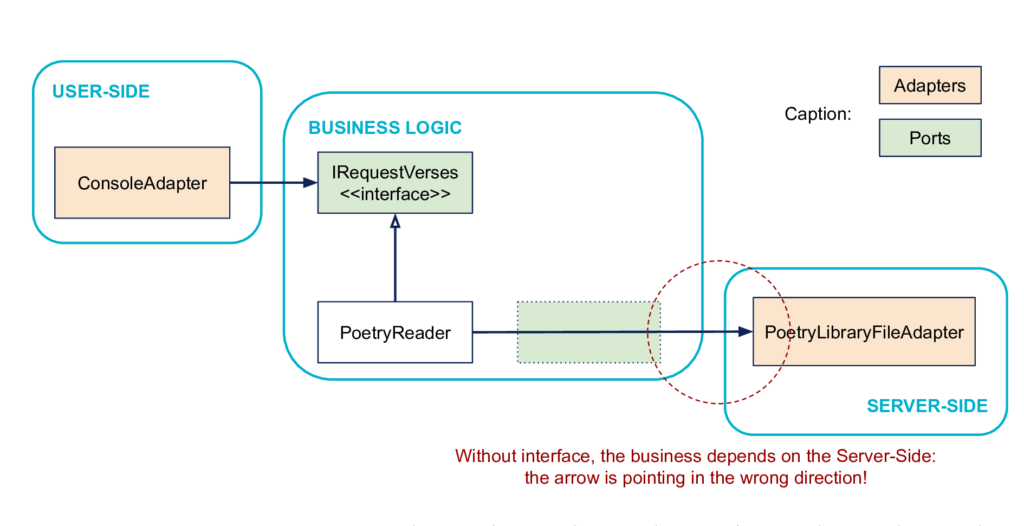 USER-SIDE
ConsoleAdapter
BUSINESS LOGIC
IRequestVerses
<<interface>>
PoetryReader
Caption:
Adapters
Ports
PoetryLibraryFileAdapter
SERVER-SIDE
Without interface, the business depends on the Server-Side:
the arrow is pointing in the wrong direction!